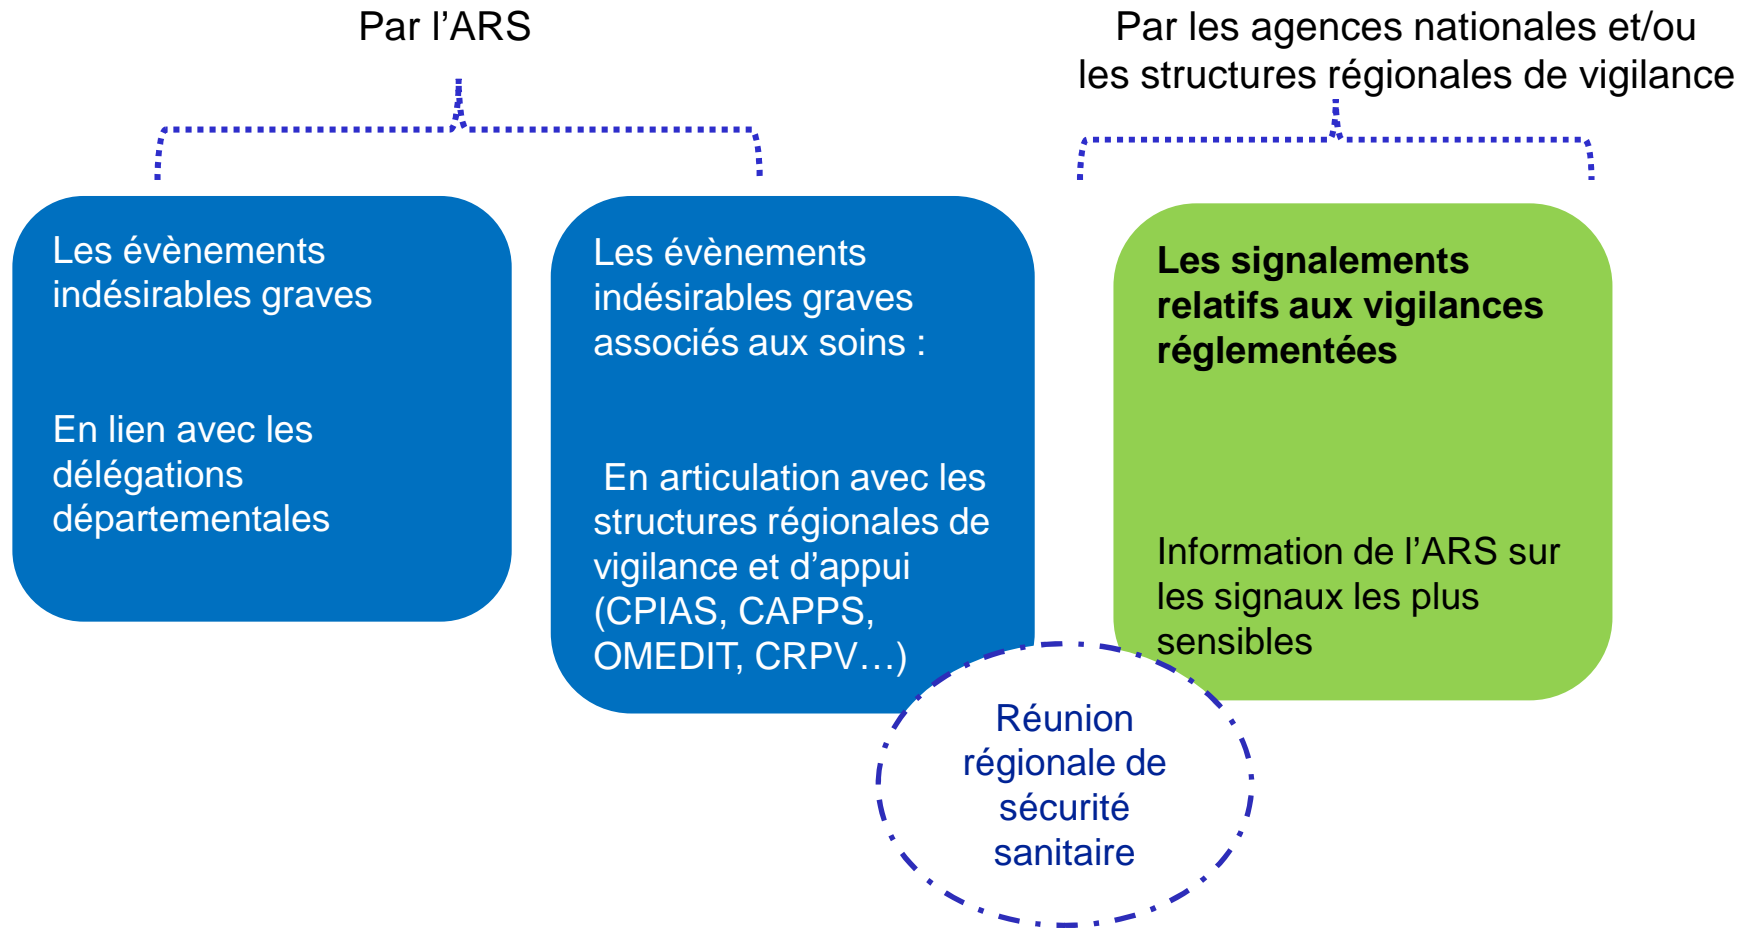 Par l’ARS
Par les agences nationales et/ou
les structures régionales de vigilance
Les évènements
indésirables graves
En lien avec les
délégations
départementales
Les évènements
indésirables graves
associés aux soins :
En articulation avec les
structures régionales de
vigilance et d’appui
(CPIAS, CAPPS,
OMEDIT, CRPV…)
Les signalements
relatifs aux vigilances
réglementées
Information de l’ARS sur
les signaux les plus
sensibles
Réunion
régionale de
sécurité
sanitaire